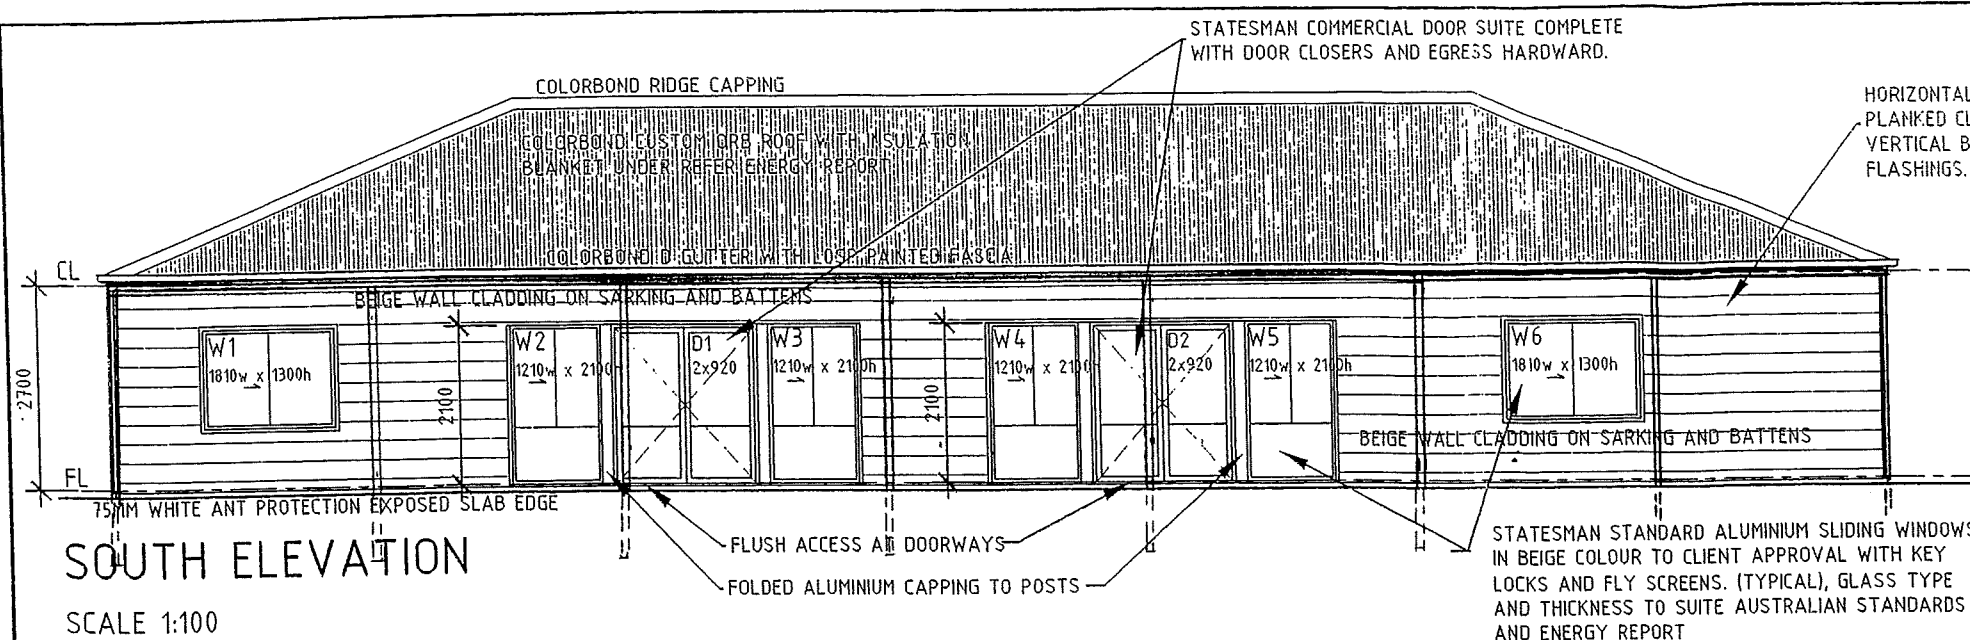 STATESMAN COMMERCIAL DOOR SUITE COMPLETE
WITH DOOR CLOSERS AND EGRESS HARDWARD.
COLORBOND RIDGE CAPPING
HORIZONTAL
PLANKED CL
VERTICAL B
FLASHINGS.
COLORBOND CUSTOM ORB ROOF WITH INSULATION
BLANKET UNDER REFER ENERGY REPORT
COLORBOND D GUTTER WITH LOSP PAINTED FASCIA
CL
BEIGE WALL CLADDING ON SARKING AND BATTENS
2700
W1
1810w x 1300h
2100
W2
1210w x 2100h
D1
2x920
W3
1210w x 2100h
2100
W4
1210w x 2100h
D2
2x920
W5
1210w x 2100h
W6
1810w x 1300h
BEIGE WALL CLADDING ON SARKING AND BATTENS
FL
75MM WHITE ANT PROTECTION EXPOSED SLAB EDGE
SOUTH ELEVATION
SCALE 1:100
FLUSH ACCESS AT DOORWAYS
FOLDED ALUMINIUM CAPPING TO POSTS
STATESMAN STANDARD ALUMINIUM SLIDING WINDOWS
IN BEIGE COLOUR TO CLIENT APPROVAL WITH KEY
LOCKS AND FLY SCREENS. (TYPICAL), GLASS TYPE
AND THICKNESS TO SUITE AUSTRALIAN STANDARDS
AND ENERGY REPORT